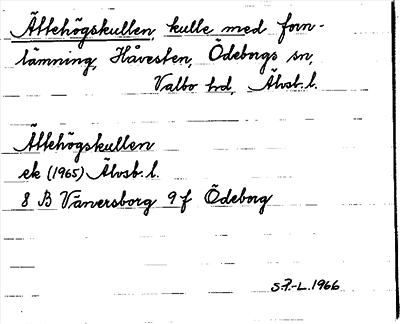 Ättehögskullen, kulle med forn-
lämning, Håvesten, Ödeborgs sn,
Valbo hd, Älvsb. l.
Ättehögskullen
ek (1965) Älvsb. l.
8 B Vänersborg 9 f Ödeborg
S.P.-L. 1966